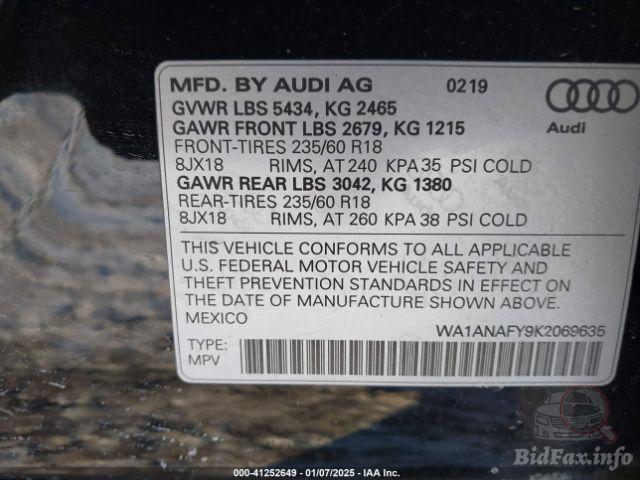 MFD. BY AUDI AG 0219
GVWR LBS 5434, KG 2465
GAWR FRONT LBS 2679, KG 1215
FRONT-TIRES 235/60 R18
8JX18 RIMS, AT 240 KPA 35 PSI COLD
GAWR REAR LBS 3042, KG 1380
REAR-TIRES 235/60 R18
8JX18 RIMS, AT 260 KPA 38 PSI COLD
Audi
THIS VEHICLE CONFORMS TO ALL APPLICABLE
U.S. FEDERAL MOTOR VEHICLE SAFETY AND
THEFT PREVENTION STANDARDS IN EFFECT ON
THE DATE OF MANUFACTURE SHOWN ABOVE.
MEXICO
WA1ANAFY9K2069635
TYPE:
MPV
BidFax.info
000-41252649 - 01/07/2025 - IAA Inc.